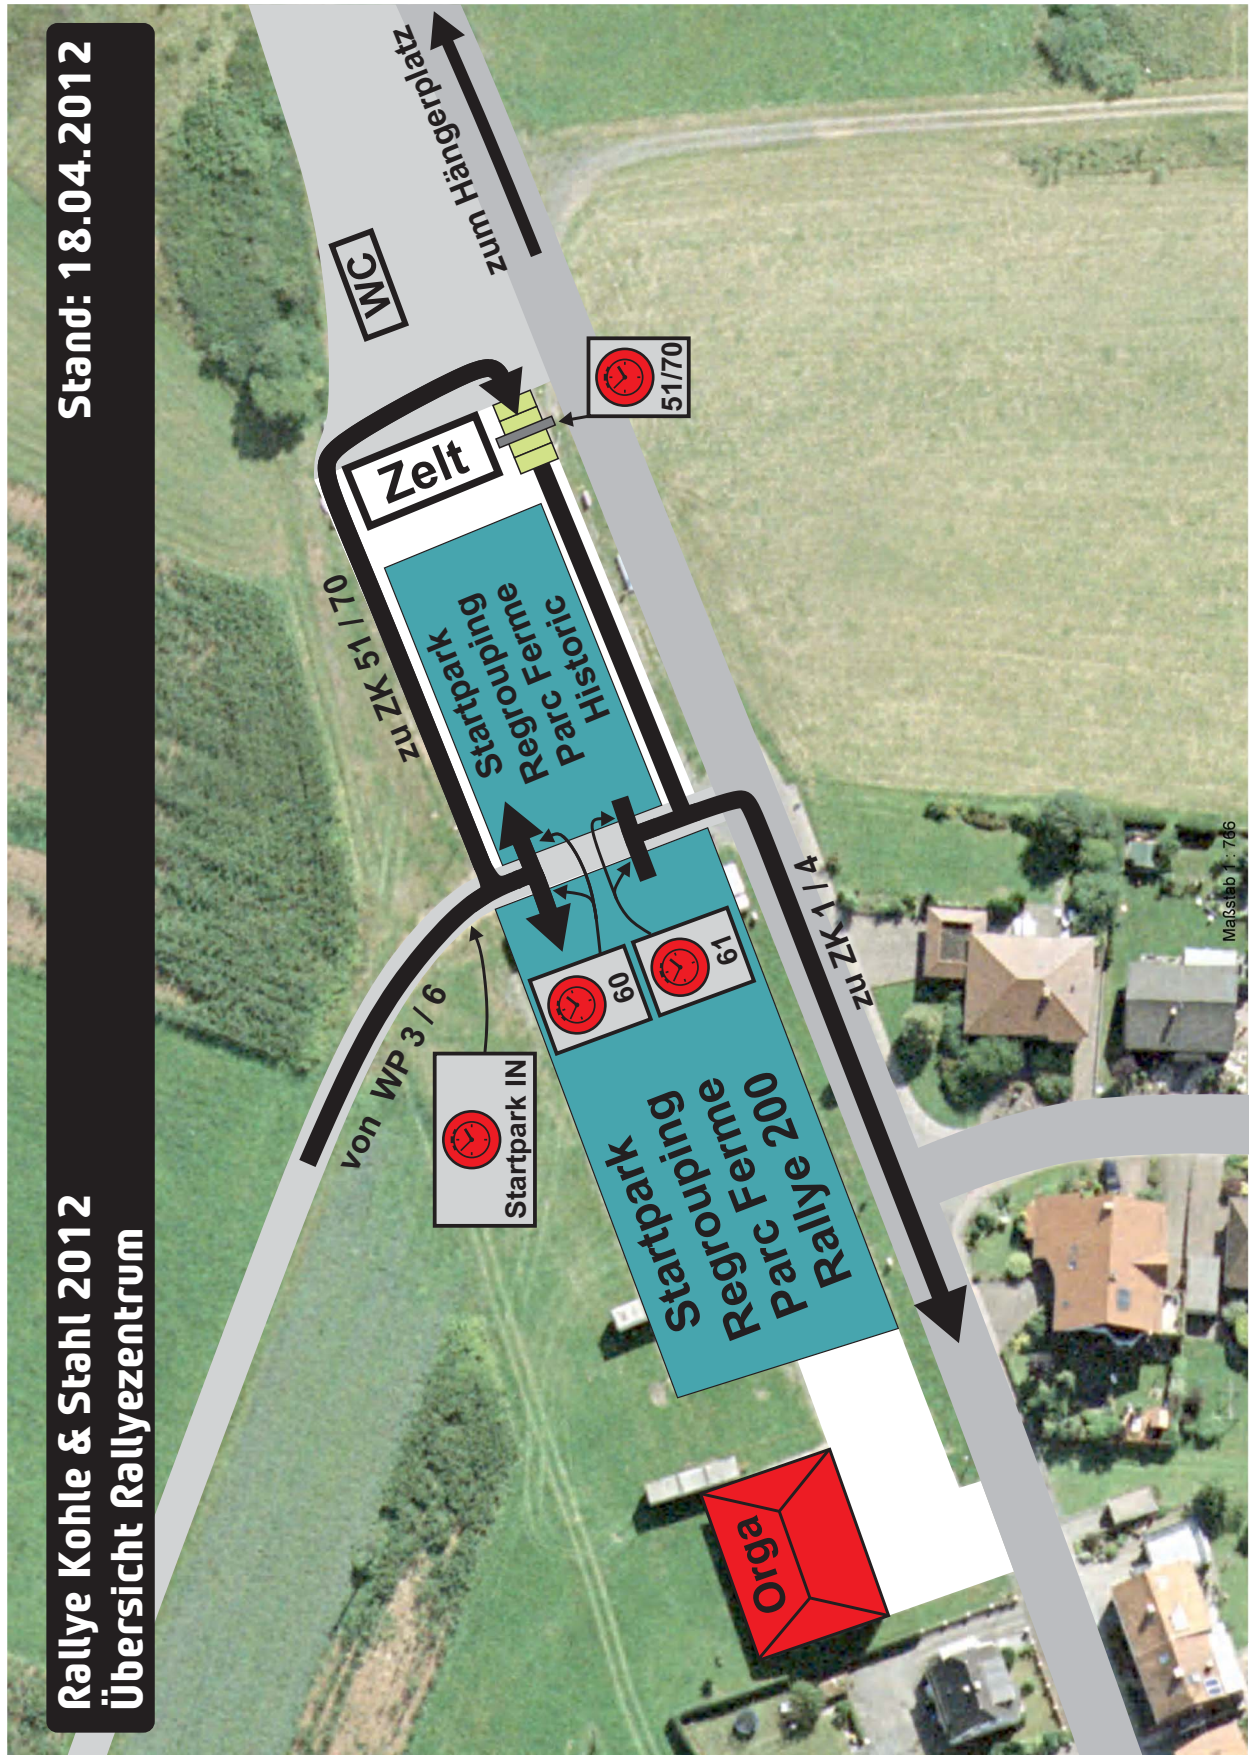 Rallye Kohle & Stahl 2012
Stand: 18.04.2012
Übersicht Rallyezentrum
von WP 3 / 6
Startpark IN
zu ZK 51 / 70
Zelt
WC
zum Hängerplatz
51/70
Startpark
Regrouping
Parc Ferme
Historic
60
61
Startpark
Regrouping
Parc Ferme
Rallye 200
Orga
zu ZK 1 / 4
Maßstab 1 : 766